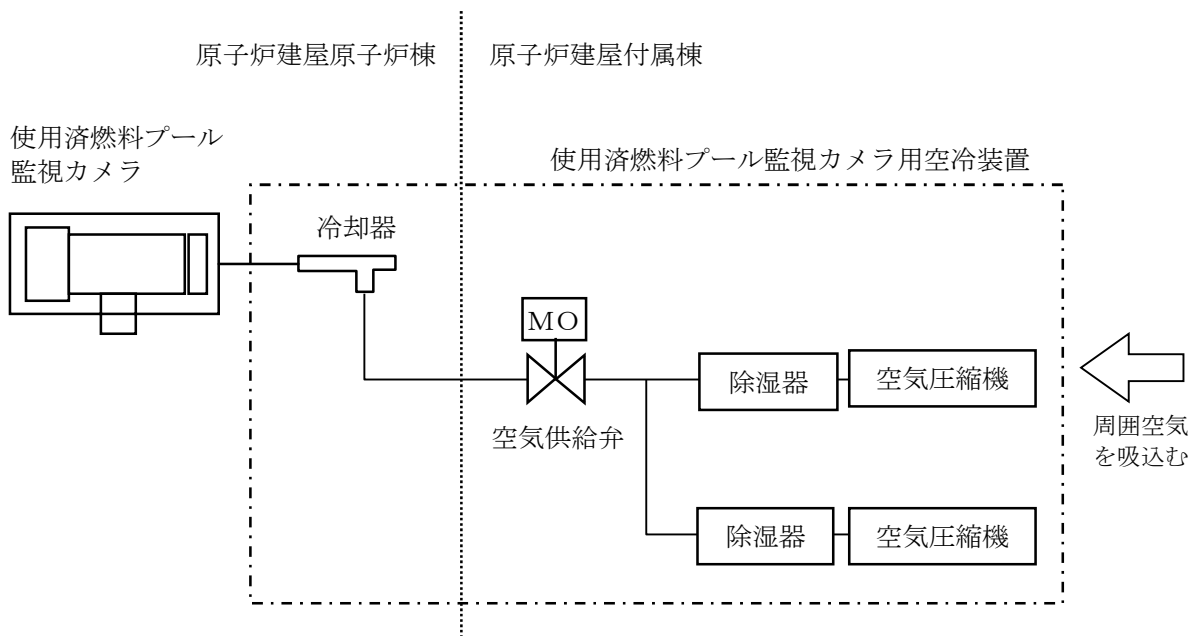 原子炉建屋原子炉棟
原子炉建屋付属棟
使用済燃料プール
監視カメラ
使用済燃料プール監視カメラ用空冷装置
冷却器
MO
除湿器
空気圧縮機
空気供給弁
周囲空気
を吸込む
除湿器
空気圧縮機